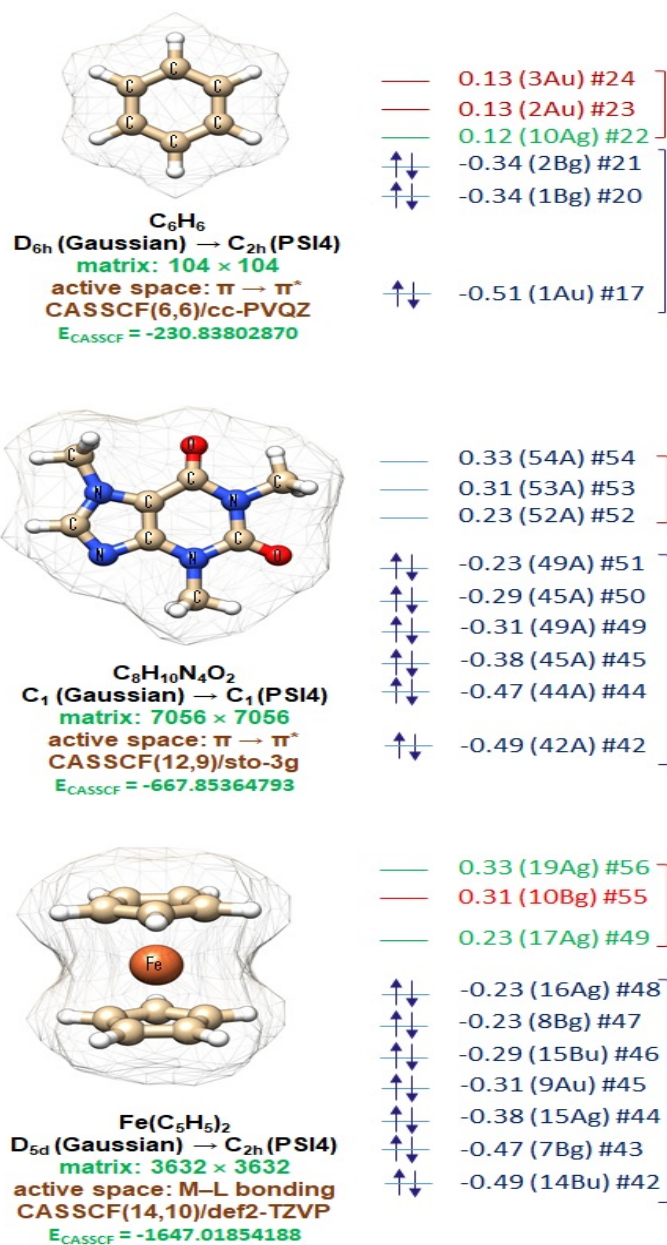 C
C
C
C
C
C
0.13 (3Au) #24
0.13 (2Au) #23
0.12 (10Ag) #22
-0.34 (2Bg) #21
-0.34 (1Bg) #20
-0.51 (1Au) #17
C₆H₆
D₆ₕ (Gaussian) → C₂ₕ (PSI4)
matrix: 104 × 104
active space: π → π*
CASSCF(6,6)/cc-PVQZ
E_CASSCF = -230.83802870
O
C
N
C
C
N
C
C
C
N
C
N
C
O
C
0.33 (54A) #54
0.31 (53A) #53
0.23 (52A) #52
-0.23 (49A) #51
-0.29 (45A) #50
-0.31 (49A) #49
-0.38 (45A) #45
-0.47 (44A) #44
-0.49 (42A) #42
C₈H₁₀N₄O₂
C₁ (Gaussian) → C₁ (PSI4)
matrix: 7056 × 7056
active space: π → π*
CASSCF(12,9)/sto-3g
E_CASSCF = -667.85364793
Fe
0.33 (19Ag) #56
0.31 (10Bg) #55
0.23 (17Ag) #49
-0.23 (16Ag) #48
-0.23 (8Bg) #47
-0.29 (15Bu) #46
-0.31 (9Au) #45
-0.38 (15Ag) #44
-0.47 (7Bg) #43
-0.49 (14Bu) #42
Fe(C₅H₅)₂
D₅d (Gaussian) → C₂ₕ (PSI4)
matrix: 3632 × 3632
active space: M–L bonding
CASSCF(14,10)/def2-TZVP
E_CASSCF = -1647.01854188